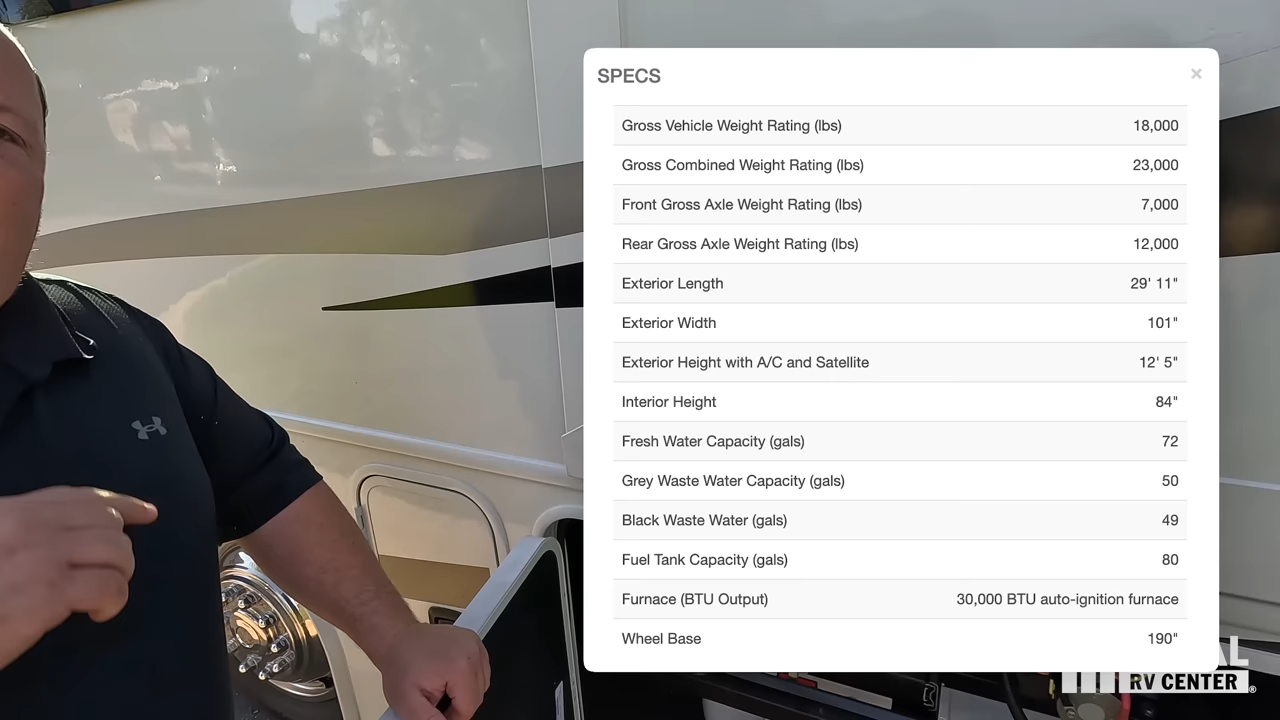 SPECS ×
Gross Vehicle Weight Rating (lbs) 18,000
Gross Combined Weight Rating (lbs) 23,000
Front Gross Axle Weight Rating (lbs) 7,000
Rear Gross Axle Weight Rating (lbs) 12,000
Exterior Length 29' 11"
Exterior Width 101"
Exterior Height with A/C and Satellite 12' 5"
Interior Height 84"
Fresh Water Capacity (gals) 72
Grey Waste Water Capacity (gals) 50
Black Waste Water (gals) 49
Fuel Tank Capacity (gals) 80
Furnace (BTU Output) 30,000 BTU auto-ignition furnace
Wheel Base 190"
RV CENTER®